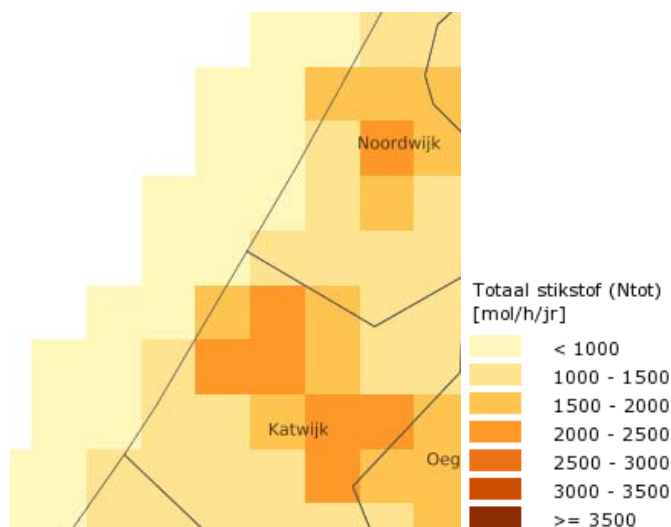 Noordwijk
Katwijk
Oeg
Totaal stikstof (Ntot)
[mol/h/jr]
< 1000
1000 - 1500
1500 - 2000
2000 - 2500
2500 - 3000
3000 - 3500
>= 3500